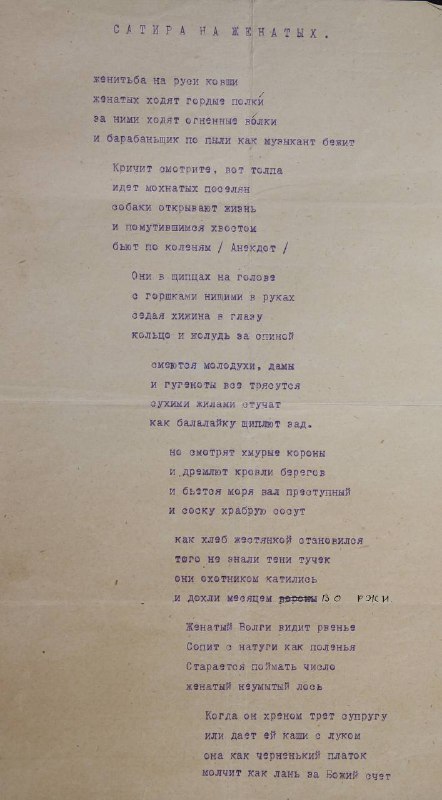 САТИРА НА ЖЕНАТЫХ.
женитьба на руси ковши
женатых ходят гордые полки
за ними ходят огненные волки
и барабаньщик по пыли как музыкант бежит
Кричит смотрите, вот толпа
идет мохнатых поселян
собаки открывают жизнь
и помутившимся хвостом
бьют по коленям / Анекдот /
Они в щипцах на голове
с горшками нищими в руках
седая хижина в глазу
кольцо и жолудь за спиной
смеются молодухи, дамы
и гугеноты все трясутся
сухими жилами стучат
как балалайку щиплют зад.
но смотрят хмурые короны
и дремлют кровли берегов
и бьется моря вал преступный
и соску храбрую сосут
как хлеб жестянкой становился
того не знали тени тучек
они охотником катились
и дохли месяцем вороны ВО РЖИ.
Женатый Волги видит рвенье
Сопит с натуги как поленья
Старается поймать число
женатый неумытый лось
Когда он хреном трет супругу
или дает ей каши с луком
она как черненький платок
молчит как лань за Божий счет